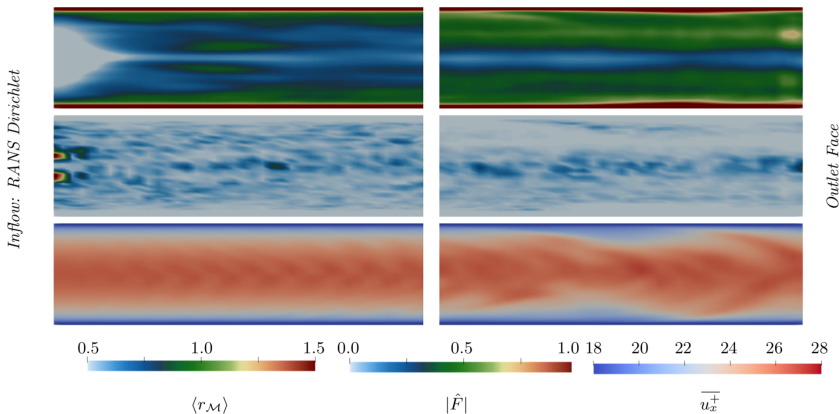 Inflow: RANS Dirichlet
Outlet Face
0.5 1.0 1.5
0.0 0.5 1.0
18 20 22 24 26 28
⟨r_ℳ⟩
|F̂|
\overline{u_x^+}